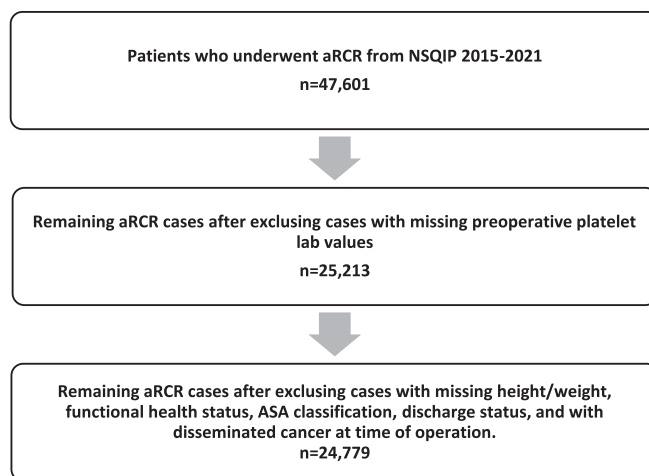 Patients who underwent aRCR from NSQIP 2015-2021
n=47,601
Remaining aRCR cases after exclusing cases with missing preoperative platelet
lab values
n=25,213
Remaining aRCR cases after exclusing cases with missing height/weight,
functional health status, ASA classification, discharge status, and with
disseminated cancer at time of operation.
n=24,779